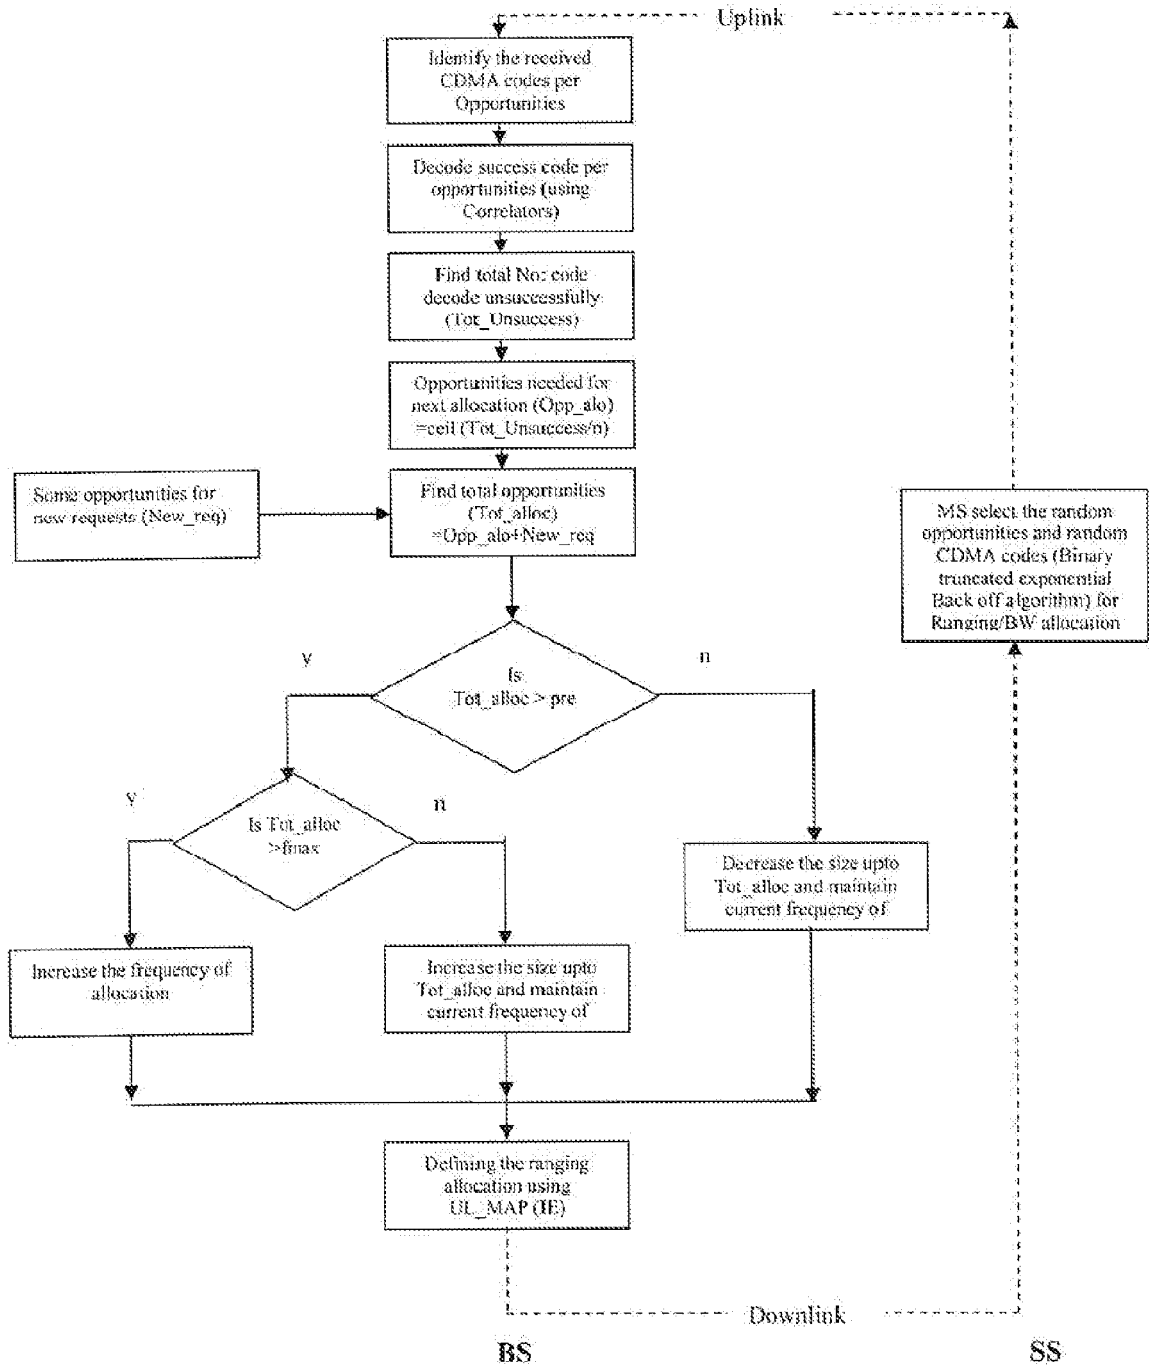 Uplink
Identify the received
CDMA codes per
Opportunities
Decode success code per
opportunities (using
Correlators)
Find total No: code
decode unsuccessfully
(Tot_Unsuccess)
Opportunities needed for
next allocation (Opp_alo)
=ceil (Tot_Unsuccess/n)
Some opportunities for
new requests (New_req)
Find total opportunities
(Tot_alloc)
=Opp_alo+New_req
MS select the random
opportunities and random
CDMA codes (Binary
truncated exponential
Back off algorithm) for
Ranging/BW allocation
y
n
Is
Tot_alloc > pre
y
n
Is Tot_alloc
>fmax
Decrease the size upto
Tot_alloc and maintain
current frequency of
Increase the frequency of
allocation
Increase the size upto
Tot_alloc and maintain
current frequency of
Defining the ranging
allocation using
UL_MAP (IE)
Downlink
BS
SS